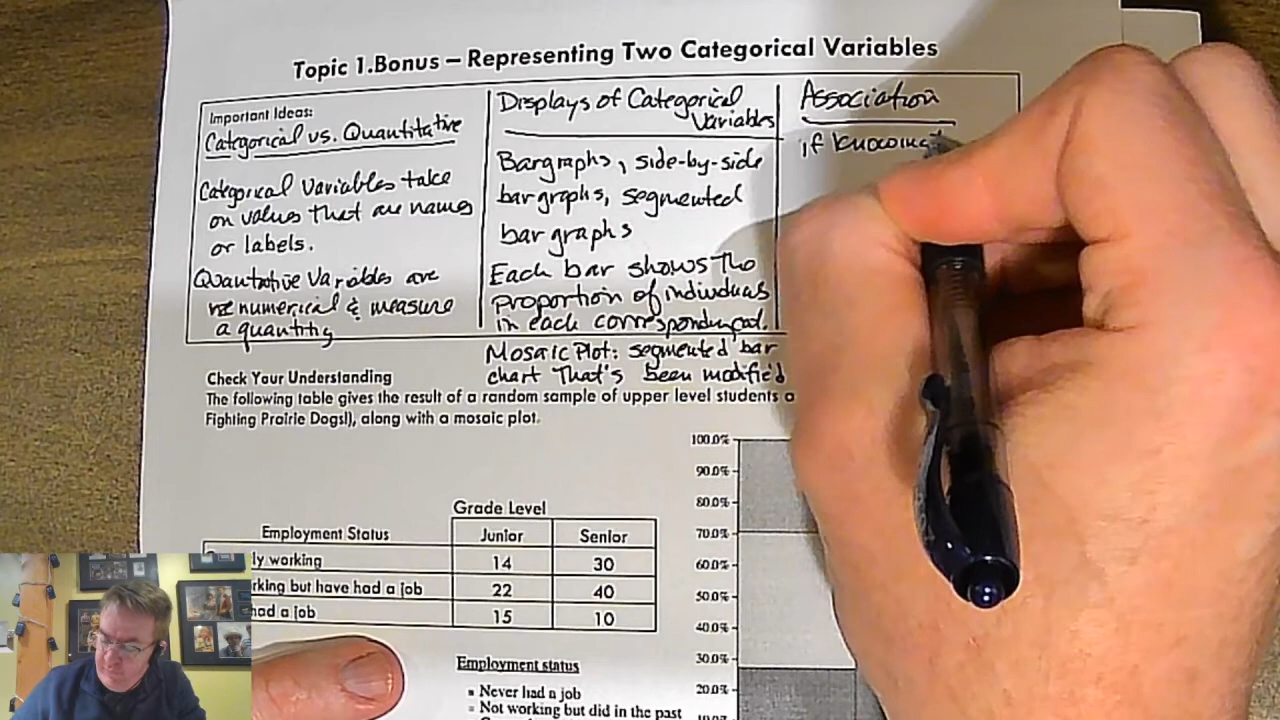 Topic 1.Bonus – Representing Two Categorical Variables
Important Ideas:
Categorical vs. Quantitative
Categorical Variables take
on values that are names
or labels.
Quantative Variables are
numerical & measure
a quantity
Displays of Categorical
Variables
Bargraphs, side-by-side
bargraphs, segmented
bar graphs
Each bar shows the
proportion of individuals
in each
Mosaic Plot: segmented bar
chart that's been modified
Association
if knowing
Check Your Understanding
The following table gives the result of a random sample of upper level students a
Fighting Prairie Dogs!), along with a mosaic plot.
Grade Level
Employment Status Junior Senior
ly working 14 30
rking but have had a job 22 40
had a job 15 10
Employment status
Never had a job
Not working but did in the past
100.0%
90.0%
80.0%
70.0%
60.0%
50.0%
40.0%
30.0%
20.0%